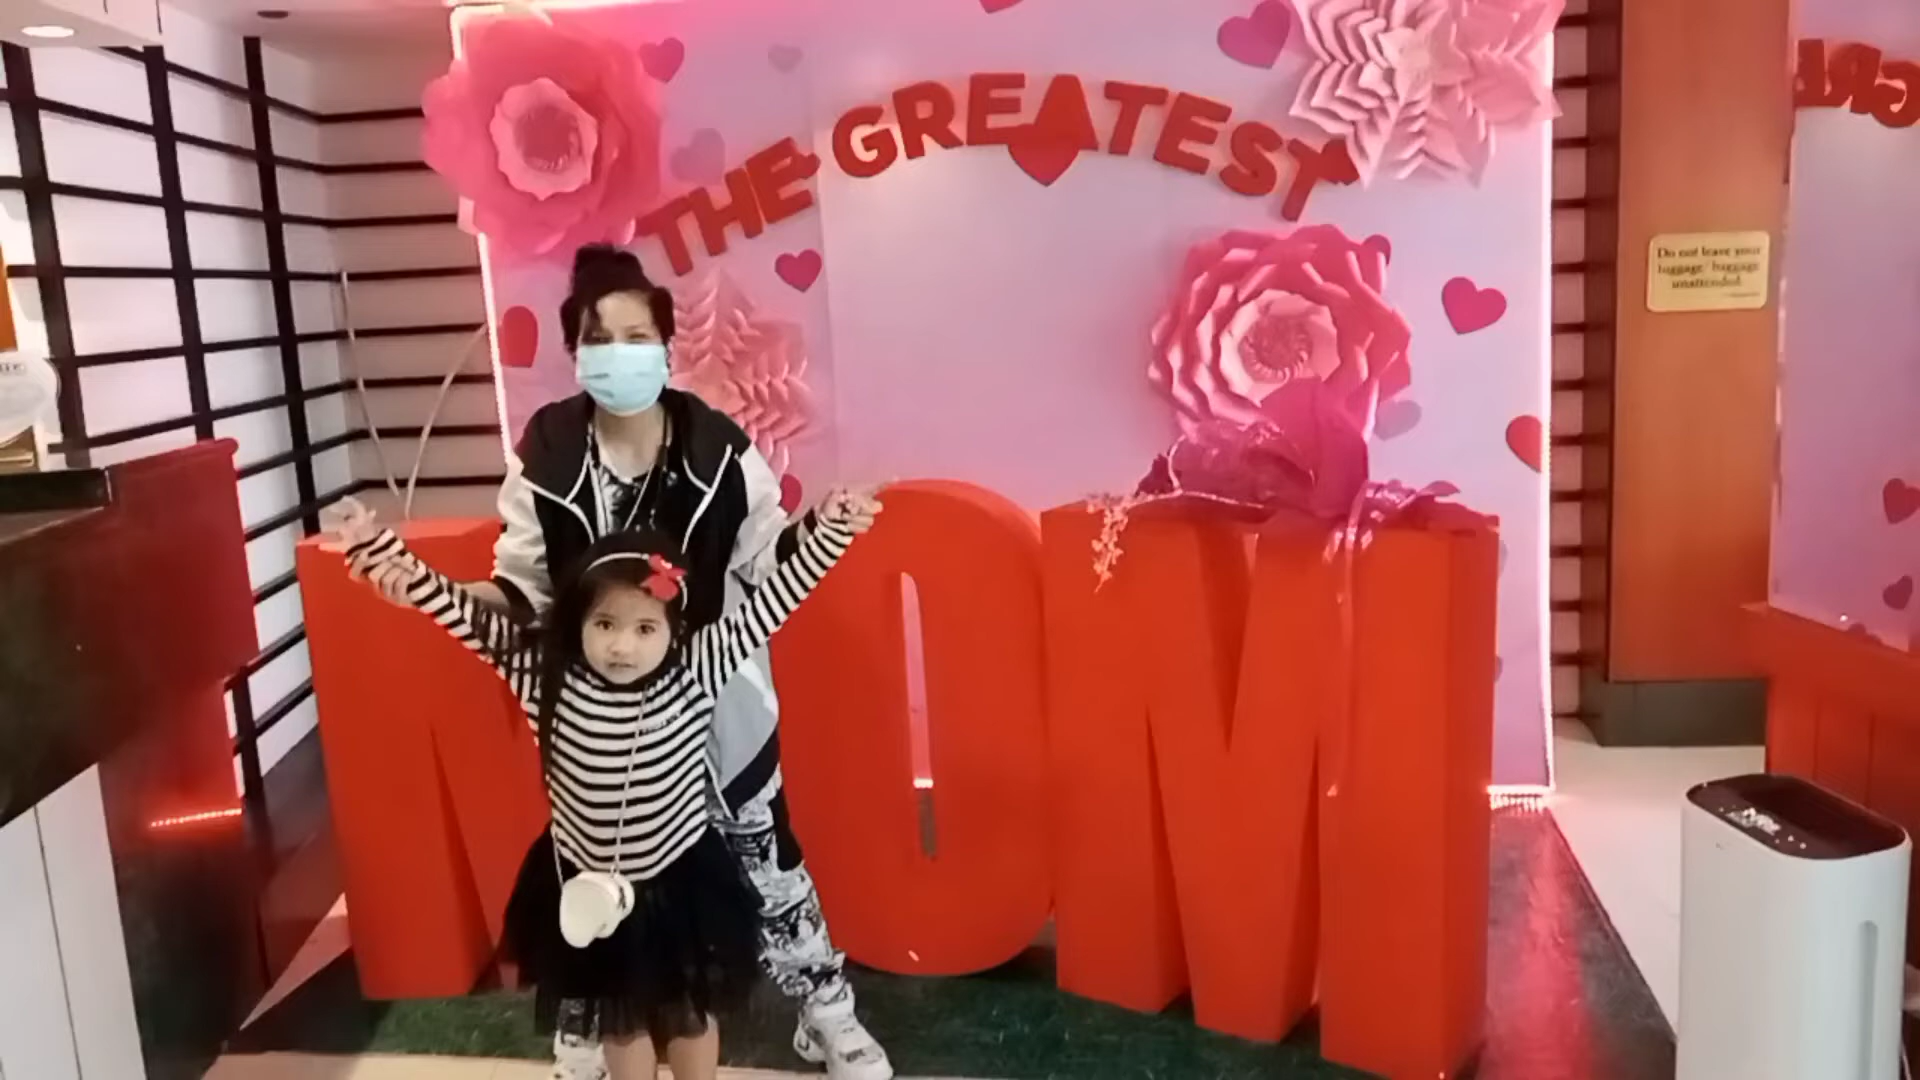 THE GREATEST
MOM
Do not leave your
luggage/baggage
unattended.